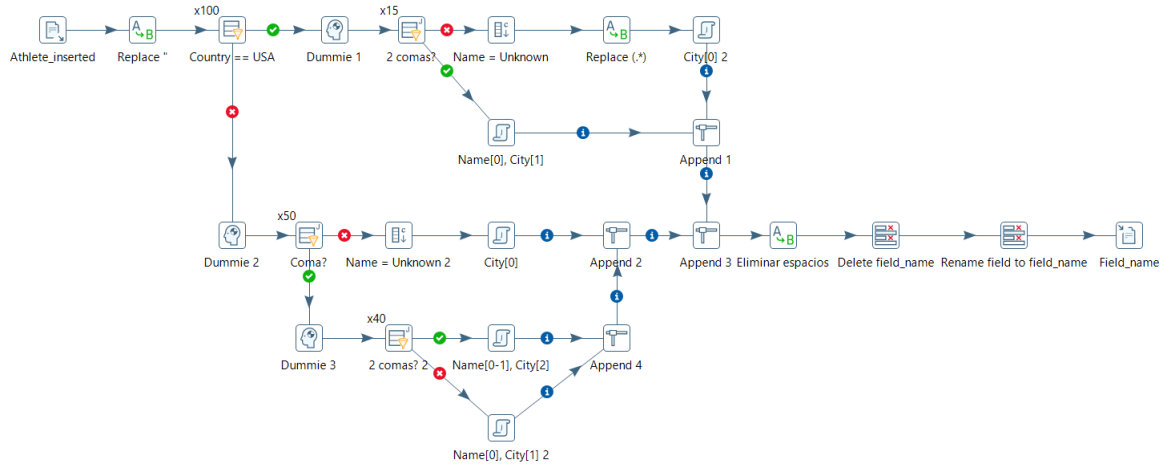 x100
x15
Athlete_inserted
Replace "
Country == USA
Dummie 1
2 comas?
Name = Unknown
Replace (.*)
City[0] 2
Name[0], City[1]
Append 1
x50
Dummie 2
Coma?
Name = Unknown 2
City[0]
Append 2
Append 3
Eliminar espacios
Delete field_name
Rename field to field_name
Field_name
x40
Dummie 3
2 comas? 2
Name[0-1], City[2]
Append 4
Name[0], City[1] 2